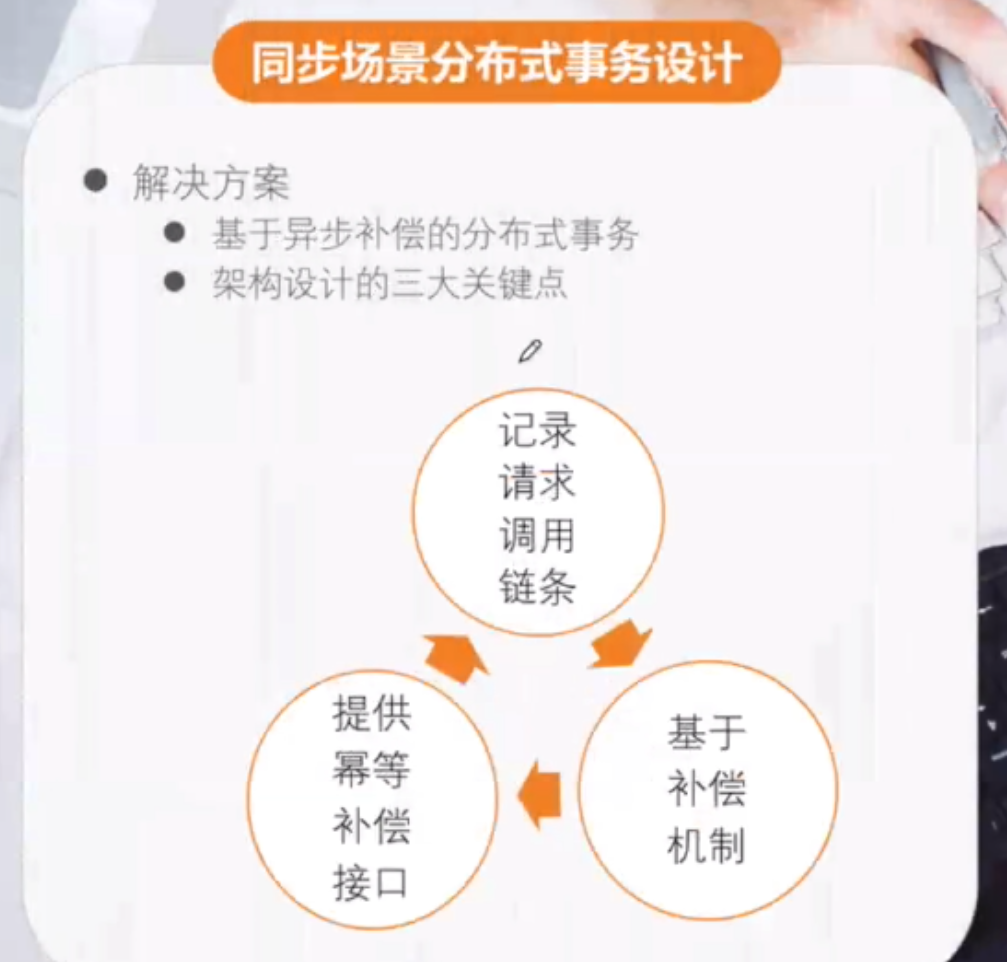 同步场景分布式事务设计
解决方案
基于异步补偿的分布式事务
架构设计的三大关键点
记录
请求
调用
链条
提供
幂等
补偿
接口
基于
补偿
机制